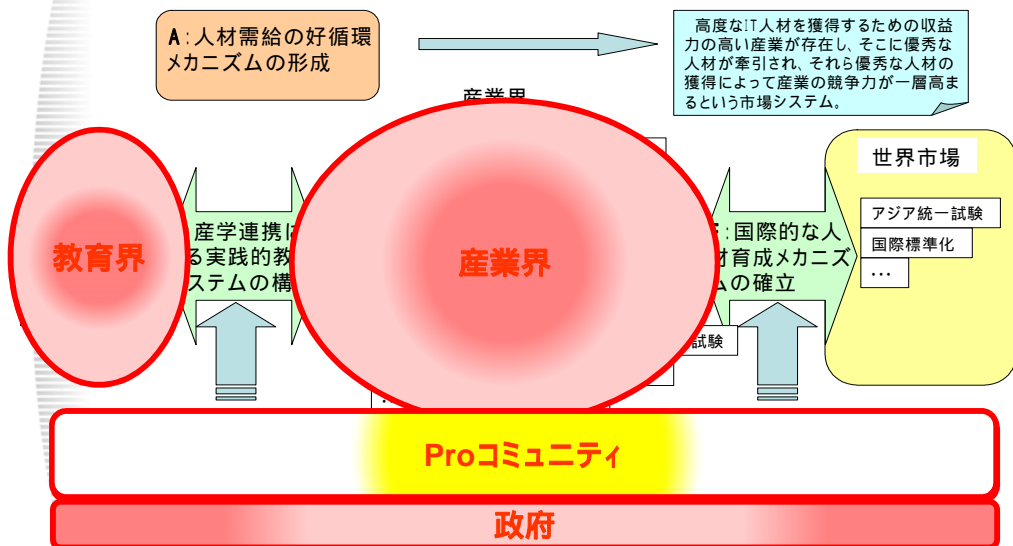 A:人材需給の好循環
メカニズムの形成
高度なIT人材を獲得するための収益
力の高い産業が存在し、そこに優秀な
人材が牽引され、それら優秀な人材の
獲得によって産業の競争力が一層高ま
るという市場システム。
産業界
世界市場
アジア統一試験
国際標準化
…
教育界
産学連携に
る実践的教
ステムの構
産業界
:国際的な人
材育成メカニズ
ムの確立
試験
Proコミュニティ
政府